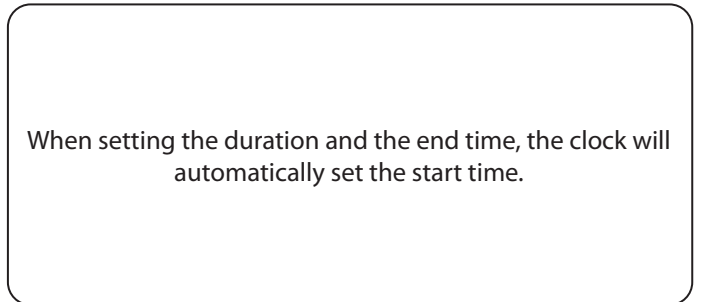 When setting the duration and the end time, the clock will
automatically set the start time.